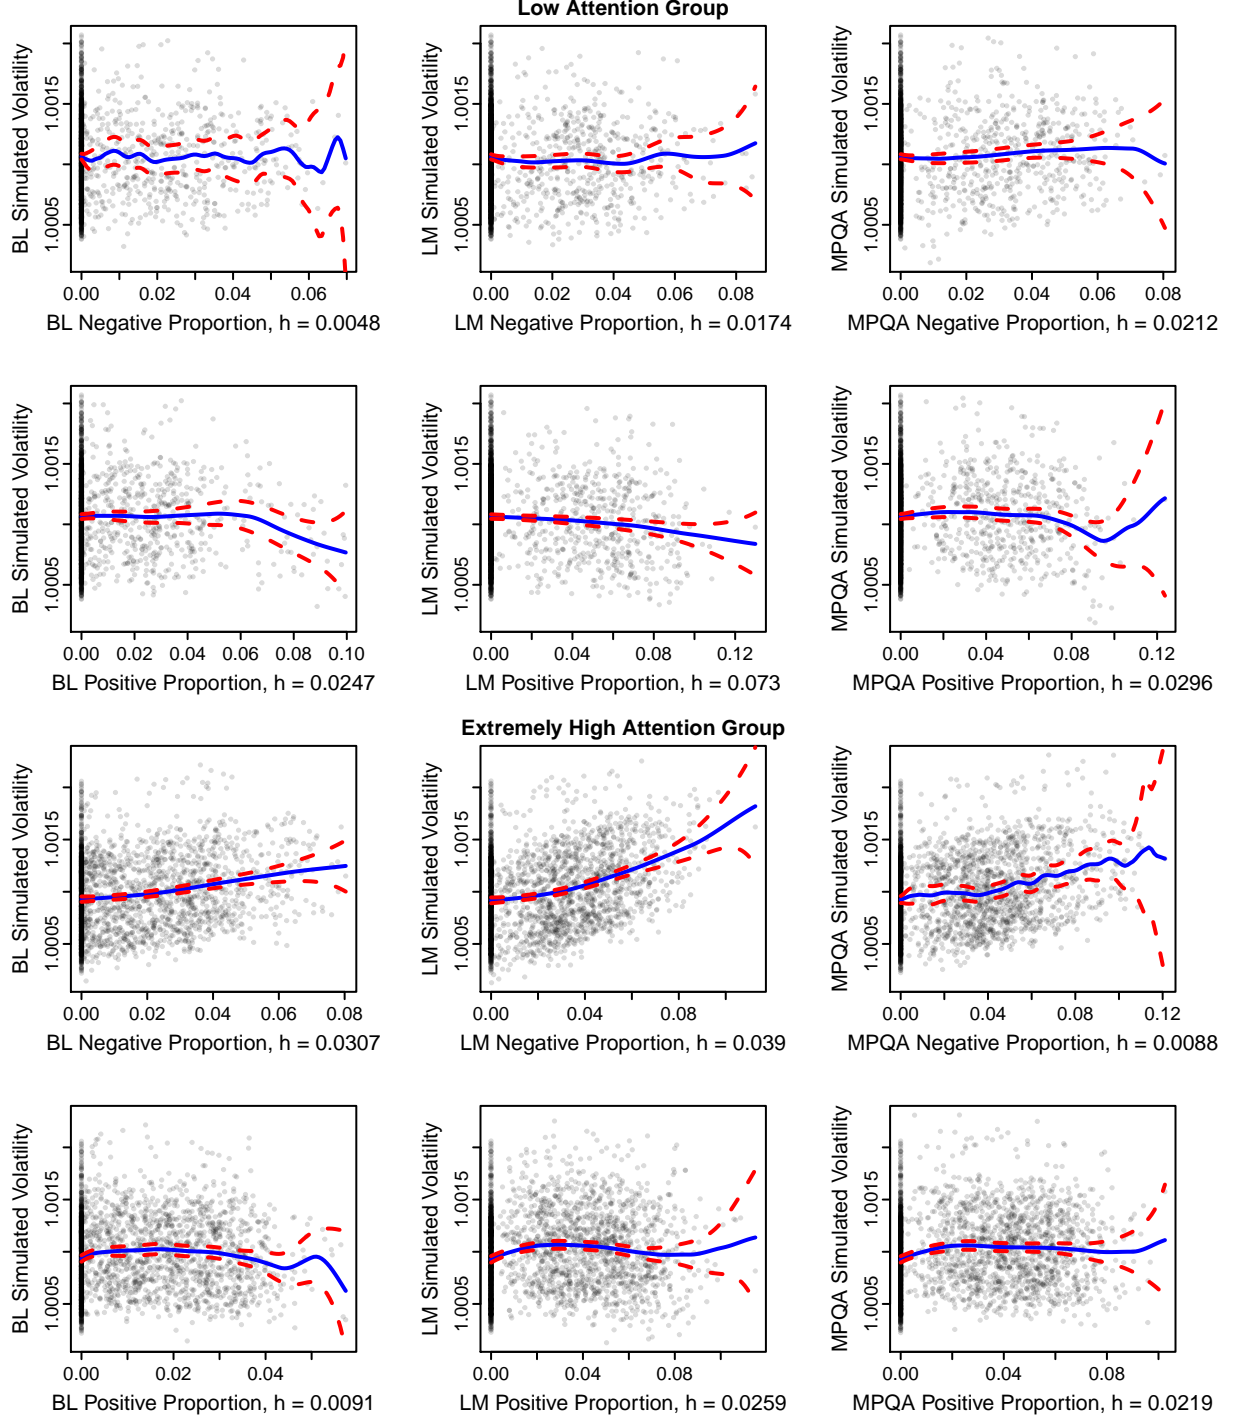 Low Attention Group
BL Simulated Volatility
1.0005 1.0015
0.00 0.02 0.04 0.06
BL Negative Proportion, h = 0.0048
LM Simulated Volatility
1.0005 1.0015
0.00 0.02 0.04 0.06 0.08
LM Negative Proportion, h = 0.0174
MPQA Simulated Volatility
1.0005 1.0015
0.00 0.02 0.04 0.06 0.08
MPQA Negative Proportion, h = 0.0212
BL Simulated Volatility
1.0005 1.0015
0.00 0.02 0.04 0.06 0.08 0.10
BL Positive Proportion, h = 0.0247
LM Simulated Volatility
1.0005 1.0015
0.00 0.04 0.08 0.12
LM Positive Proportion, h = 0.073
MPQA Simulated Volatility
1.0005 1.0015
0.00 0.04 0.08 0.12
MPQA Positive Proportion, h = 0.0296
Extremely High Attention Group
BL Simulated Volatility
1.0005 1.0015
0.00 0.02 0.04 0.06 0.08
BL Negative Proportion, h = 0.0307
LM Simulated Volatility
1.0005 1.0015
0.00 0.04 0.08
LM Negative Proportion, h = 0.039
MPQA Simulated Volatility
1.0005 1.0015
0.00 0.04 0.08 0.12
MPQA Negative Proportion, h = 0.0088
BL Simulated Volatility
1.0005 1.0015
0.00 0.02 0.04
BL Positive Proportion, h = 0.0091
LM Simulated Volatility
1.0005 1.0015
0.00 0.04 0.08
LM Positive Proportion, h = 0.0259
MPQA Simulated Volatility
1.0005 1.0015
0.00 0.04 0.08
MPQA Positive Proportion, h = 0.0219